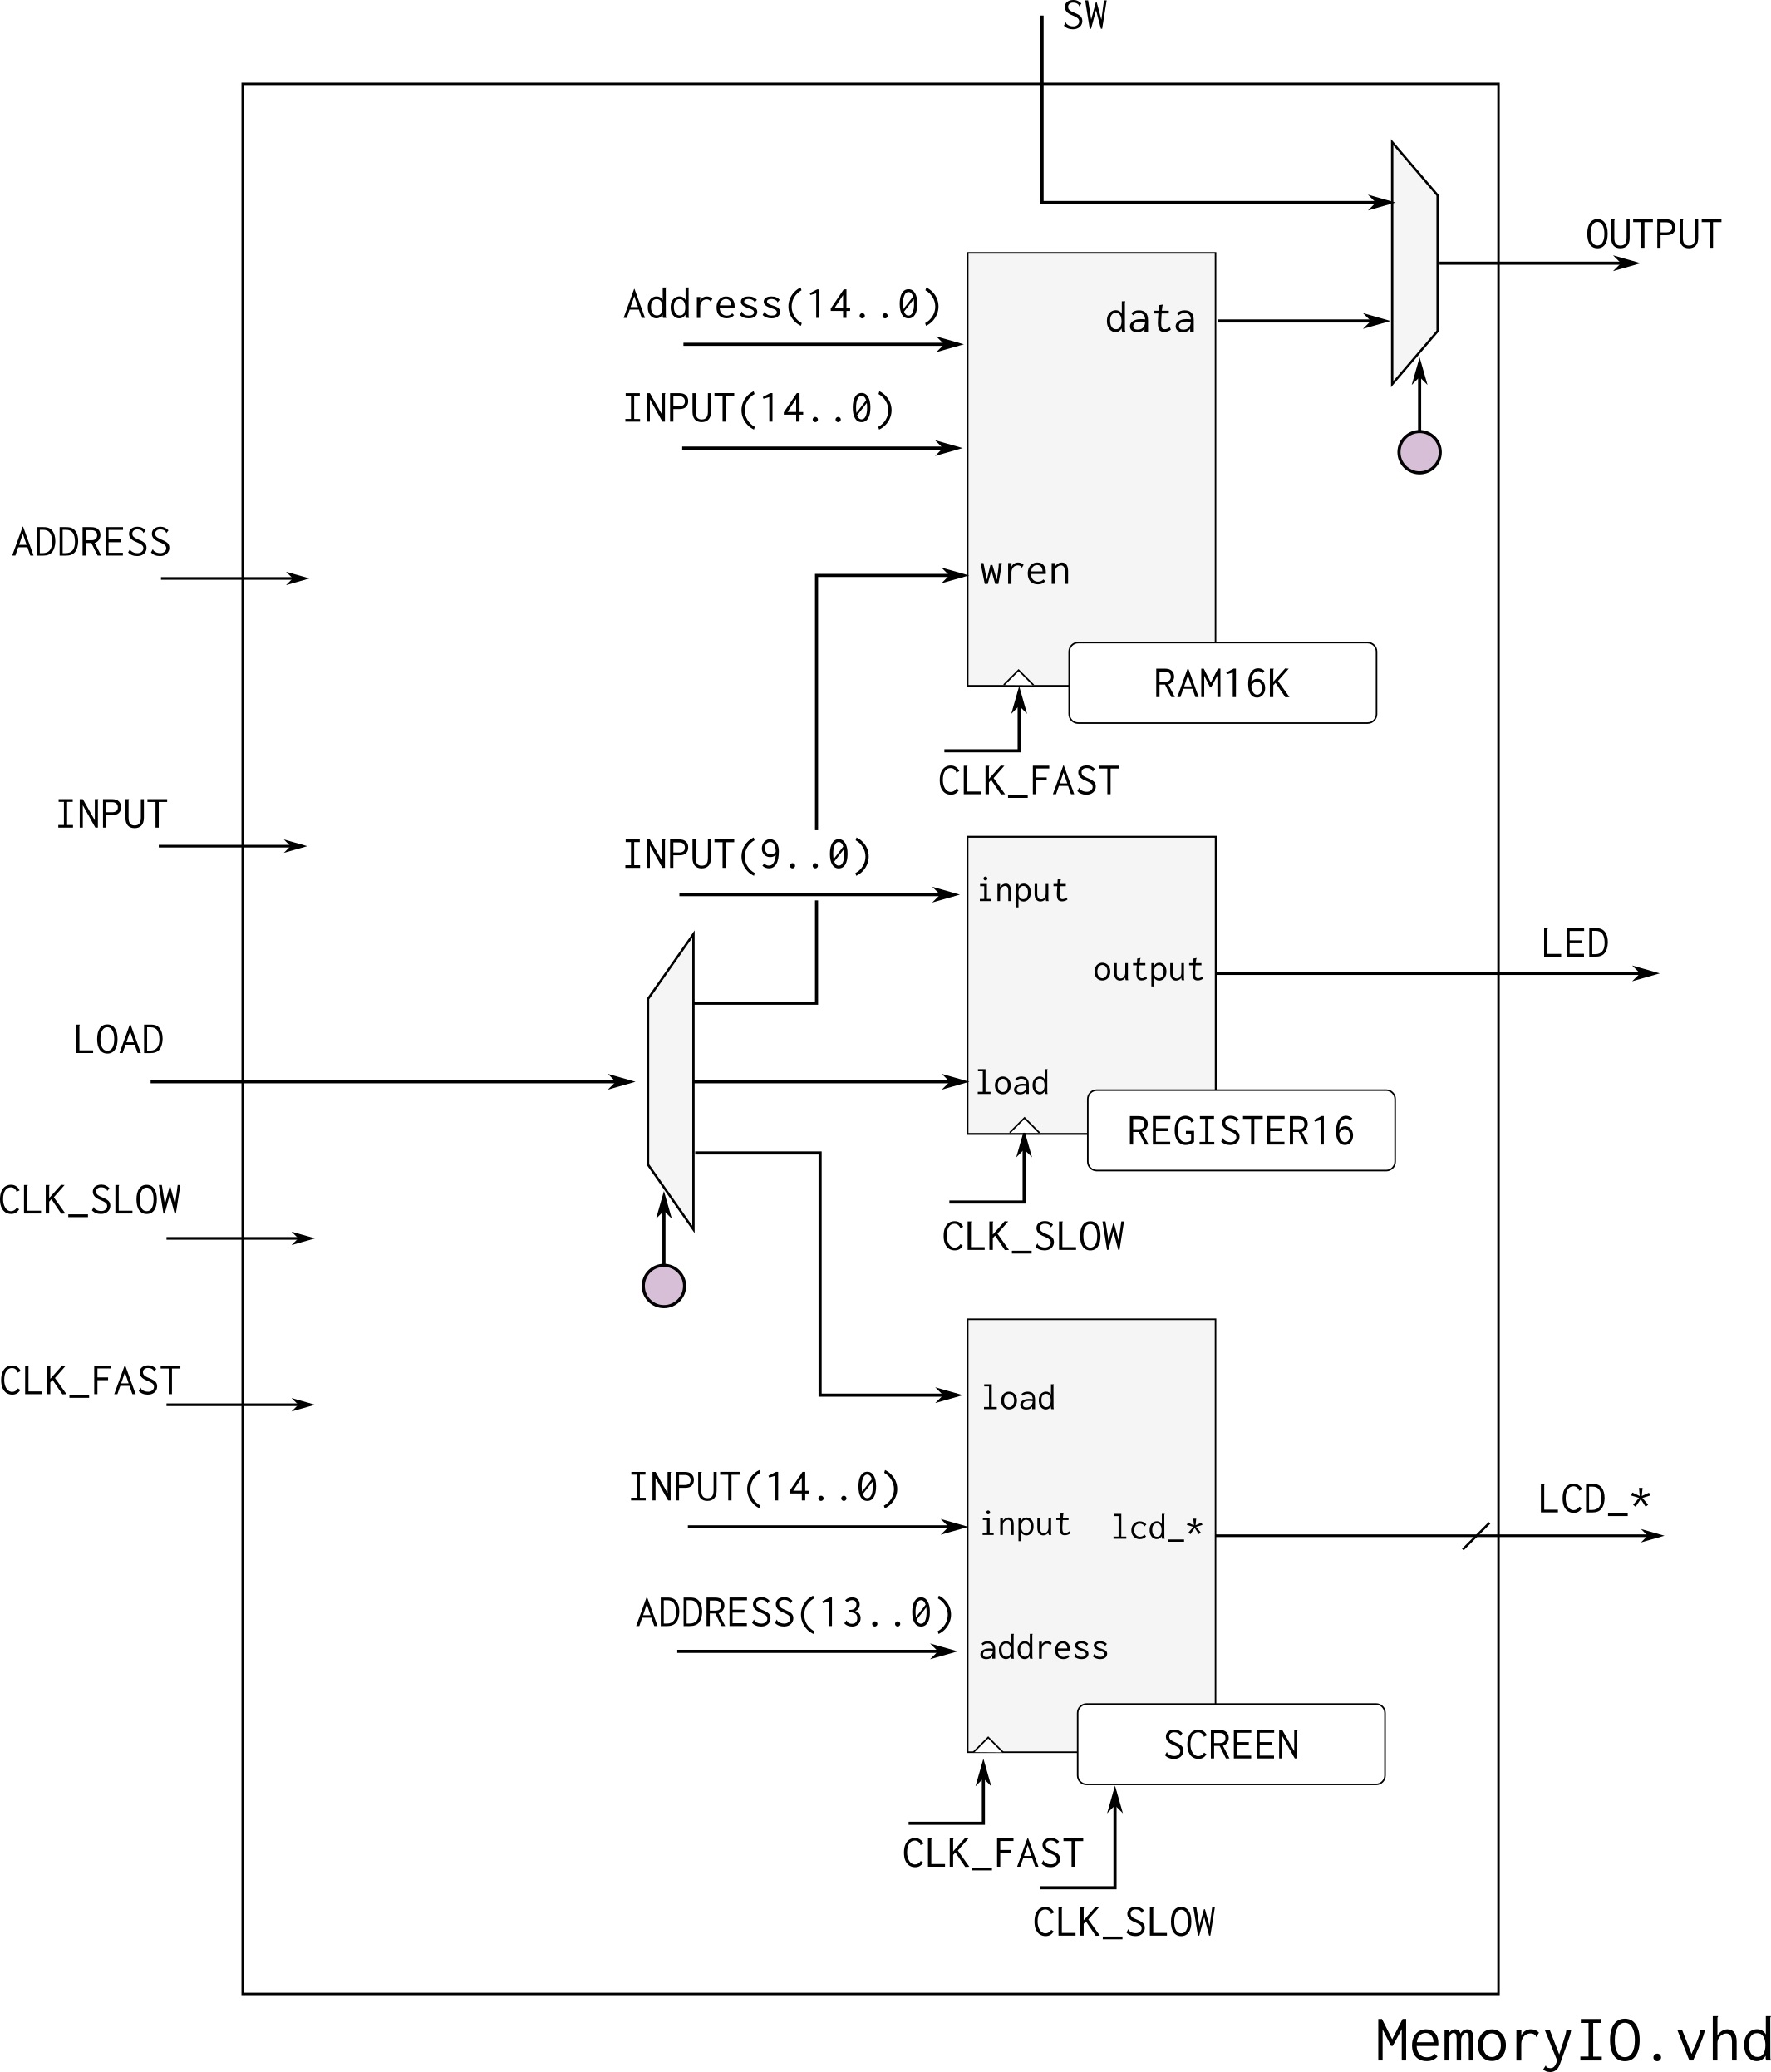 SW
OUTPUT
Address(14..0)
data
INPUT(14..0)
ADDRESS
wren
RAM16K
CLK_FAST
INPUT
INPUT(9..0)
input
LED
output
LOAD
load
REGISTER16
CLK_SLOW
CLK_SLOW
CLK_FAST
load
INPUT(14..0)
LCD_*
input
lcd_*
ADDRESS(13..0)
address
SCREEN
CLK_FAST
CLK_SLOW
MemoryIO.vhd